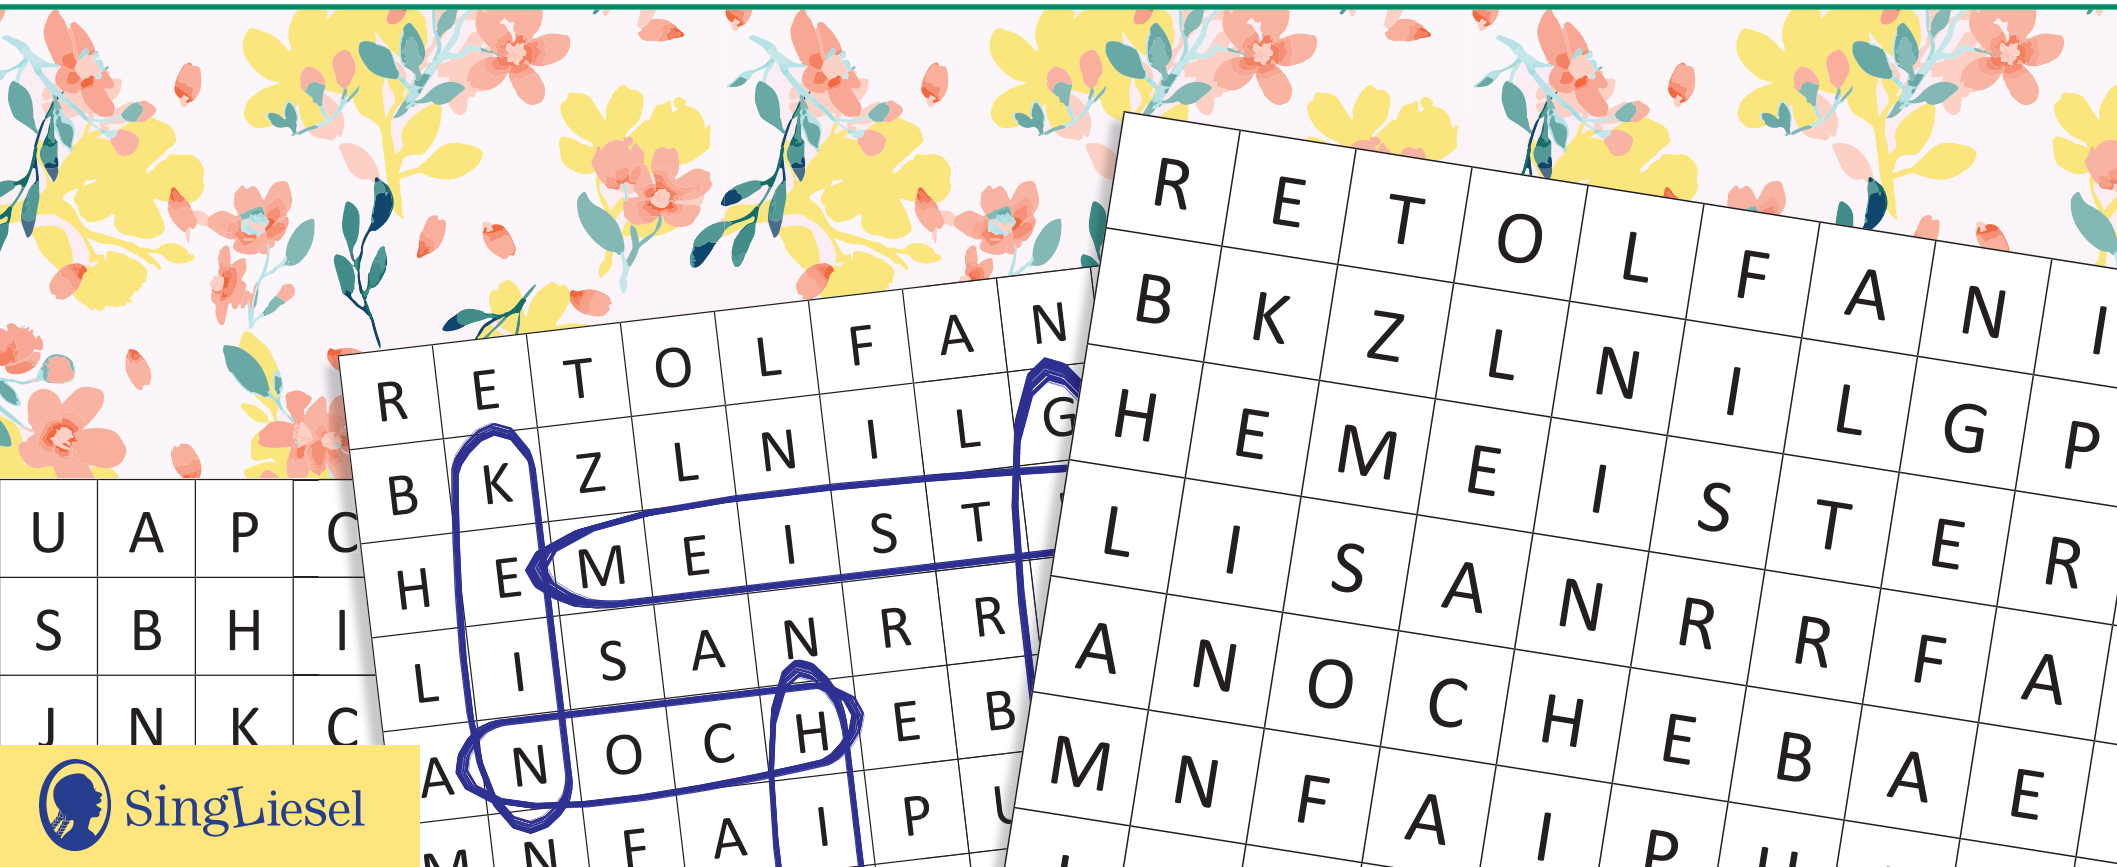 U A P C
S B H I
J N K C
SingLiesel
R E T O L F A N
B K Z L N I L G
H E M E I S T
L I S A N R R
A N O C H E B
M N F A I P U
R E T O L F A N I
B K Z L N I L G P
H E M E I S T E R
L I S A N R R F A
A N O C H E B A E
M N F A I P U